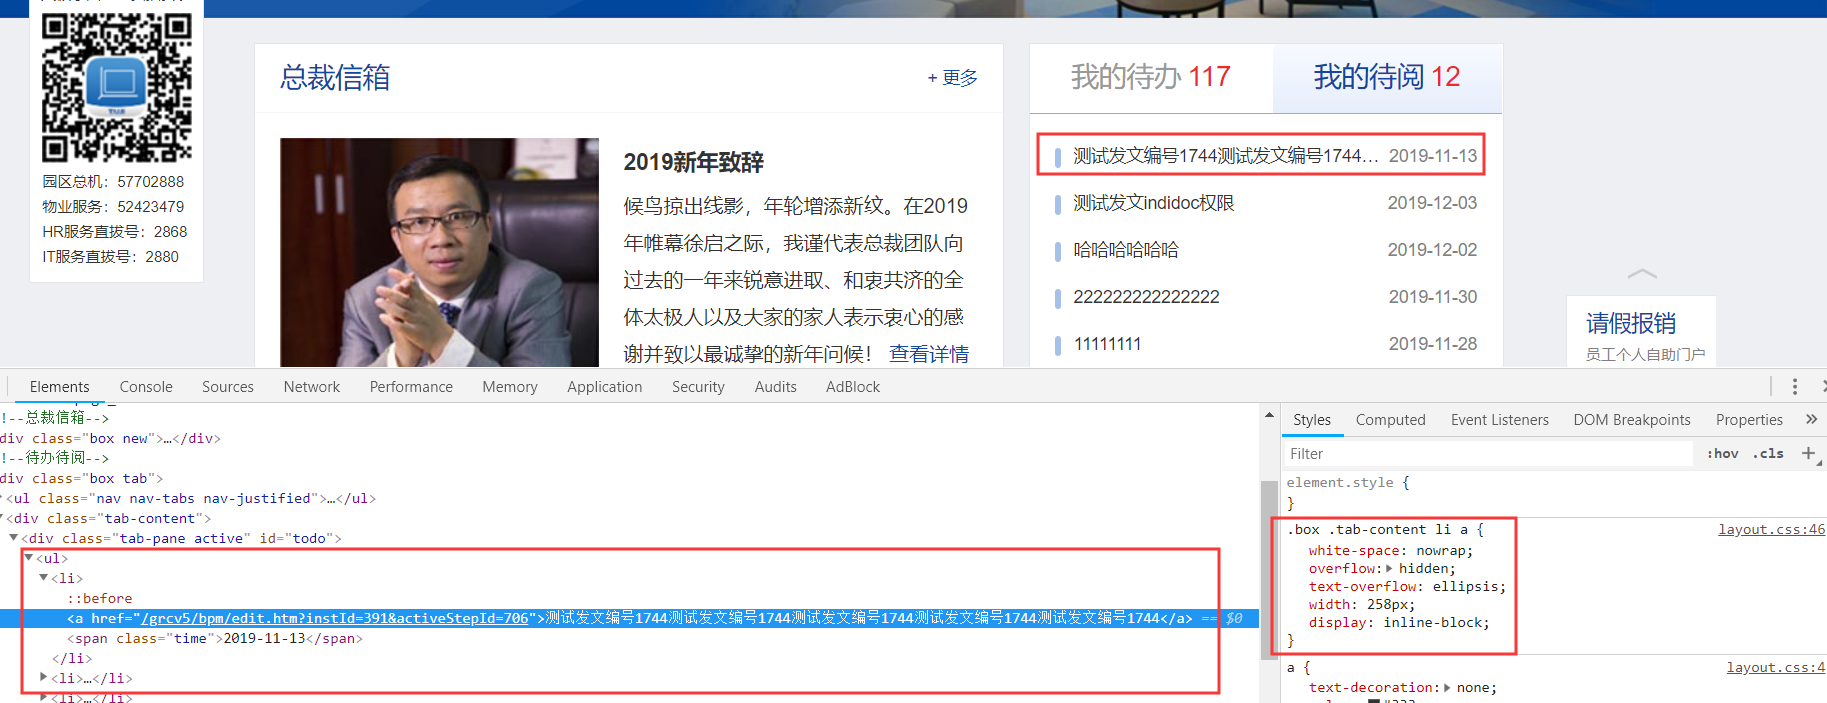 园区总机：57702888
物业服务：52423479
HR服务直拔号：2868
IT服务直拔号：2880
总裁信箱
+ 更多
2019新年致辞
候鸟掠出线影，年轮增添新纹。在2019
年帷幕徐启之际，我谨代表总裁团队向
过去的一年来锐意进取、和衷共济的全
体太极人以及大家的家人表示衷心的感
谢并致以最诚挚的新年问候！ 查看详情
我的待办 117
我的待阅 12
测试发文编号1744测试发文编号1744... 2019-11-13
测试发文indidoc权限 2019-12-03
哈哈哈哈哈哈 2019-12-02
222222222222222 2019-11-30
11111111 2019-11-28
请假报销
员工个人自助门户
Elements Console Sources Network Performance Memory Application Security Audits AdBlock
!--总裁信箱-->
div class="box new">…</div>
!--待办待阅-->
div class="box tab">
<ul class="nav nav-tabs nav-justified">…</ul>
<div class="tab-content">
<div class="tab-pane active" id="todo">
<ul>
<li>
::before
<a href="/grcv5/bpm/edit.htm?instId=391&activeStepId=706">测试发文编号1744测试发文编号1744测试发文编号1744测试发文编号1744测试发文编号1744</a> == $0
<span class="time">2019-11-13</span>
</li>
<li>…</li>
<li>…</li>
Styles Computed Event Listeners DOM Breakpoints Properties »
Filter :hov .cls +
element.style {
}
.box .tab-content li a { layout.css:46
white-space: nowrap;
overflow: hidden;
text-overflow: ellipsis;
width: 258px;
display: inline-block;
}
a { layout.css:4
text-decoration: none;